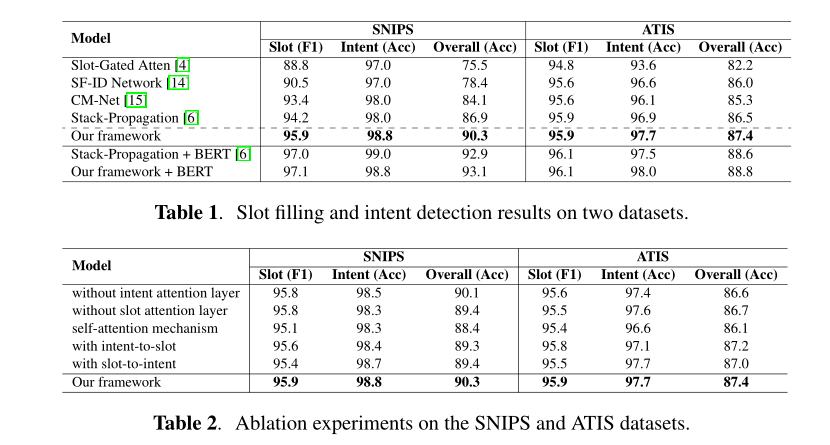 Model SNIPS ATIS
Slot (F1) Intent (Acc) Overall (Acc) Slot (F1) Intent (Acc) Overall (Acc)
Slot-Gated Atten [4] 88.8 97.0 75.5 94.8 93.6 82.2
SF-ID Network [14] 90.5 97.0 78.4 95.6 96.6 86.0
CM-Net [15] 93.4 98.0 84.1 95.6 96.1 85.3
Stack-Propagation [6] 94.2 98.0 86.9 95.9 96.9 86.5
Our framework 95.9 98.8 90.3 95.9 97.7 87.4
Stack-Propagation + BERT [6] 97.0 99.0 92.9 96.1 97.5 88.6
Our framework + BERT 97.1 98.8 93.1 96.1 98.0 88.8
Table 1. Slot filling and intent detection results on two datasets.
Model SNIPS ATIS
Slot (F1) Intent (Acc) Overall (Acc) Slot (F1) Intent (Acc) Overall (Acc)
without intent attention layer 95.8 98.5 90.1 95.6 97.4 86.6
without slot attention layer 95.8 98.3 89.4 95.5 97.6 86.7
self-attention mechanism 95.1 98.3 88.4 95.4 96.6 86.1
with intent-to-slot 95.6 98.4 89.3 95.8 97.1 87.2
with slot-to-intent 95.4 98.7 89.4 95.5 97.7 87.0
Our framework 95.9 98.8 90.3 95.9 97.7 87.4
Table 2. Ablation experiments on the SNIPS and ATIS datasets.